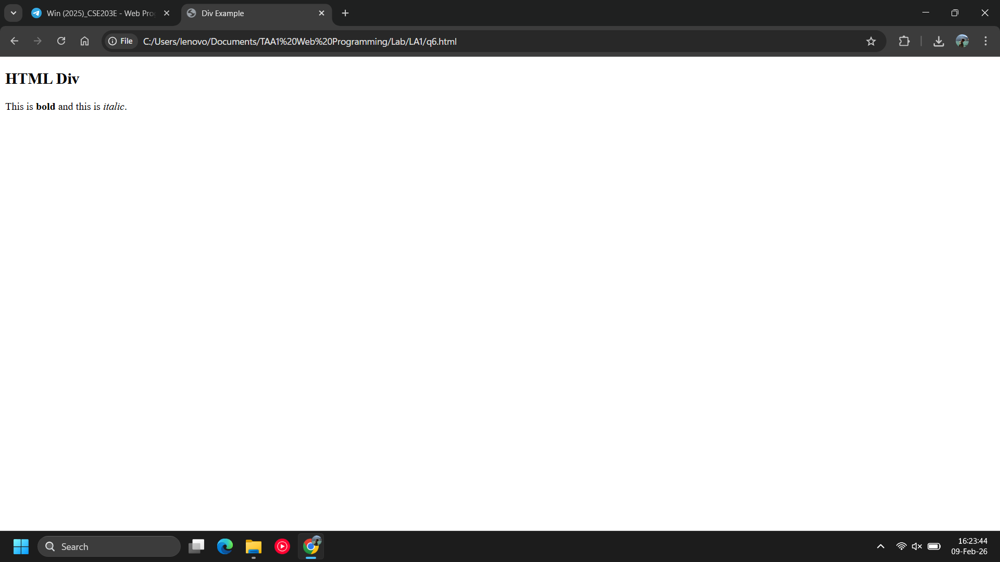 Win (2025)_CSE203E - Web Pro
Div Example
File
C:/Users/lenovo/Documents/TAA1%20Web%20Programming/Lab/LA1/q6.html
HTML Div
This is bold and this is italic.
Search
16:23:44
09-Feb-26